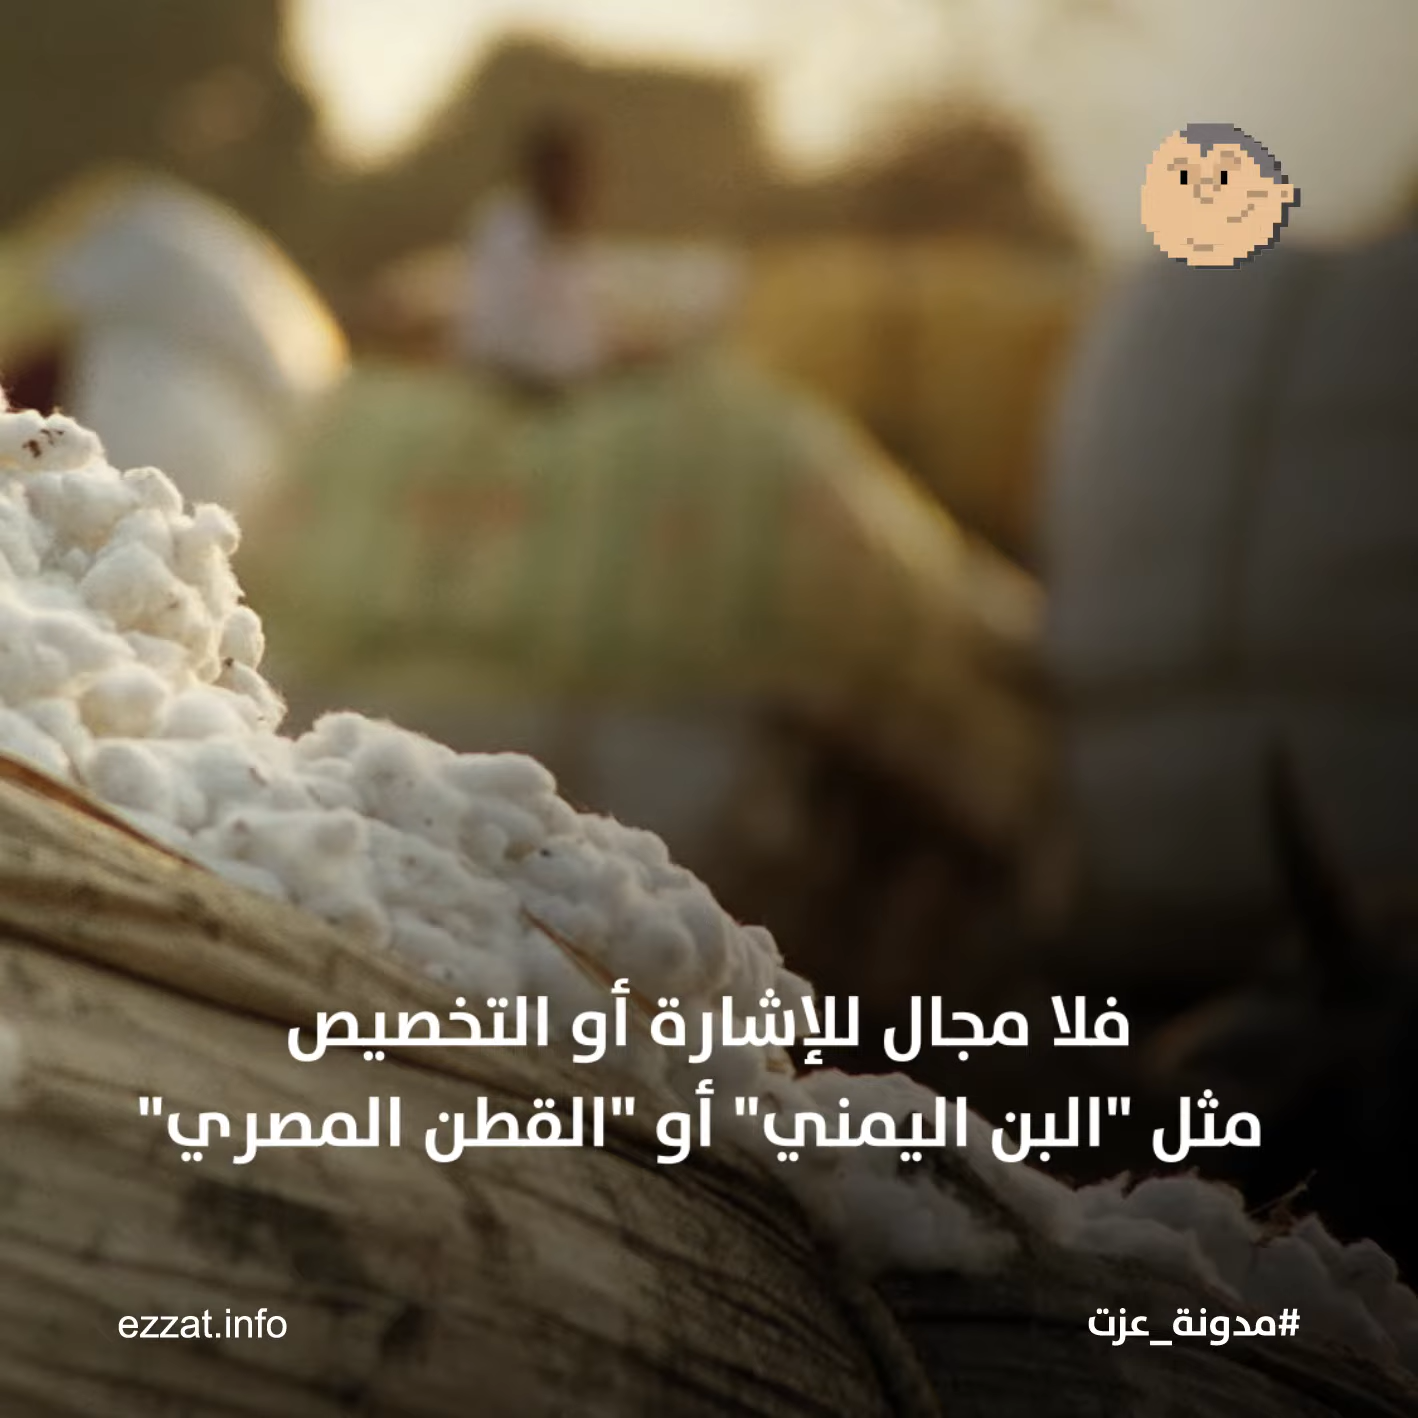 فلا مجال للإشارة أو التخصيص
مثل "البن اليمني" أو "القطن المصري"
#مدونة_عزت
ezzat.info